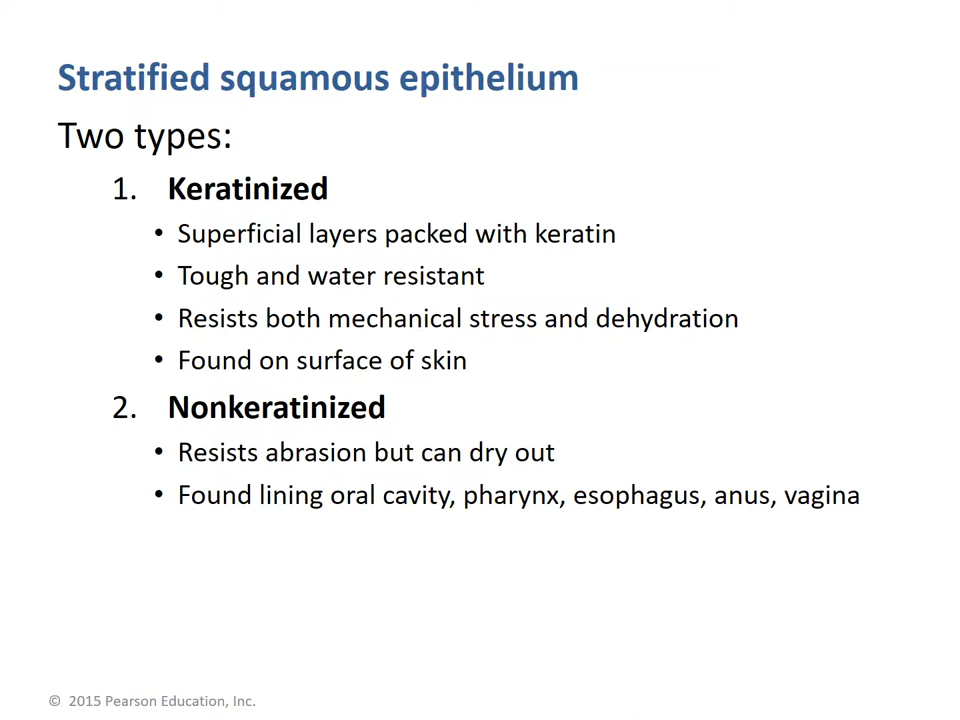 Stratified squamous epithelium
Two types:
1. Keratinized
• Superficial layers packed with keratin
• Tough and water resistant
• Resists both mechanical stress and dehydration
• Found on surface of skin
2. Nonkeratinized
• Resists abrasion but can dry out
• Found lining oral cavity, pharynx, esophagus, anus, vagina
© 2015 Pearson Education, Inc.